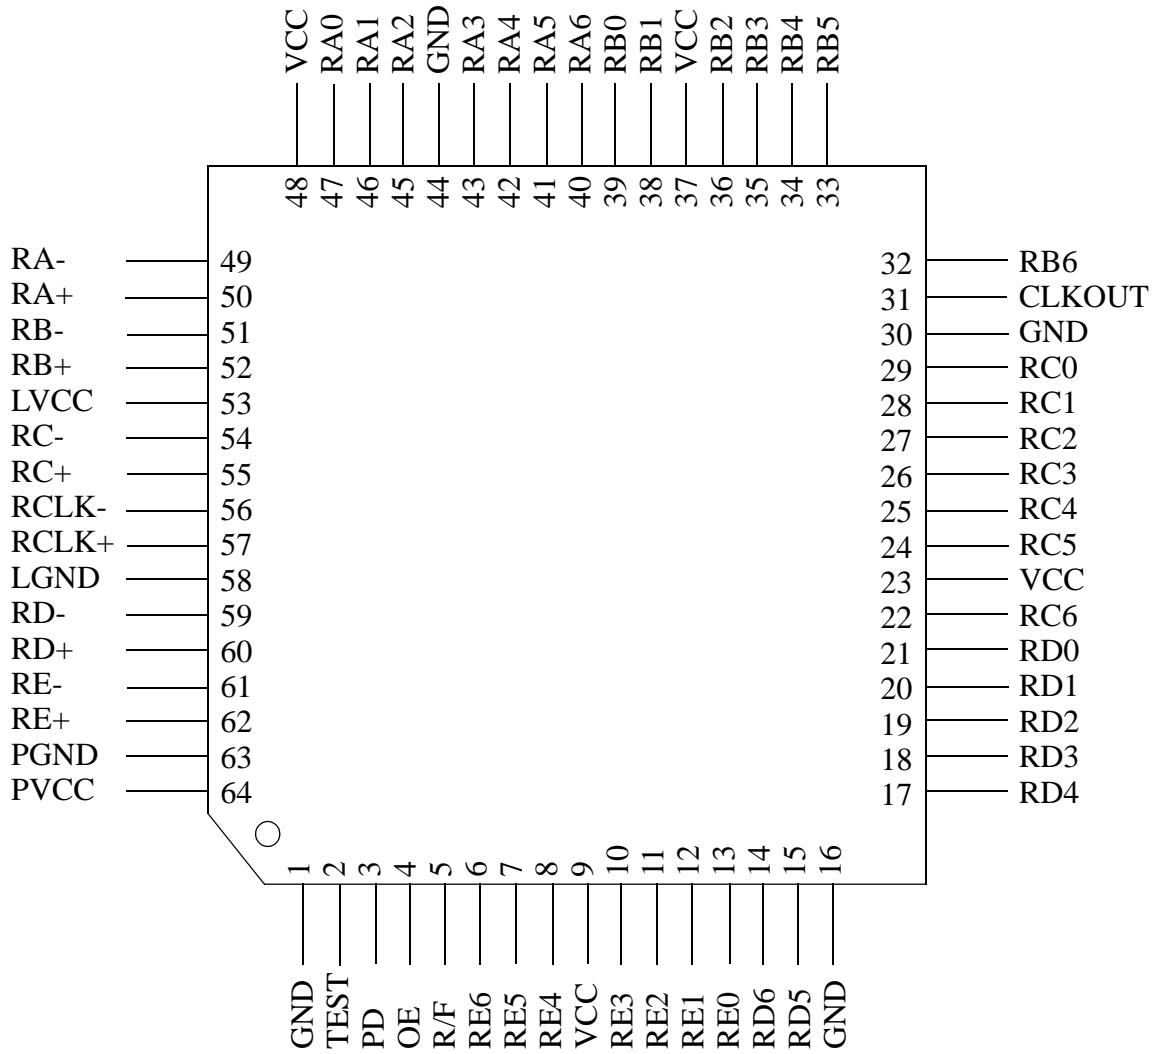 VCC RA0 RA1 RA2 GND RA3 RA4 RA5 RA6 RB0 RB1 VCC RB2 RB3 RB4 RB5
48 47 46 45 44 43 42 41 40 39 38 37 36 35 34 33
RA- 49 32 RB6
RA+ 50 31 CLKOUT
RB- 51 30 GND
RB+ 52 29 RC0
LVCC 53 28 RC1
RC- 54 27 RC2
RC+ 55 26 RC3
RCLK- 56 25 RC4
RCLK+ 57 24 RC5
LGND 58 23 VCC
RD- 59 22 RC6
RD+ 60 21 RD0
RE- 61 20 RD1
RE+ 62 19 RD2
PGND 63 18 RD3
PVCC 64 17 RD4
1 2 3 4 5 6 7 8 9 10 11 12 13 14 15 16
GND TEST PD OE R/F RE6 RE5 RE4 VCC RE3 RE2 RE1 RE0 RD6 RD5 GND